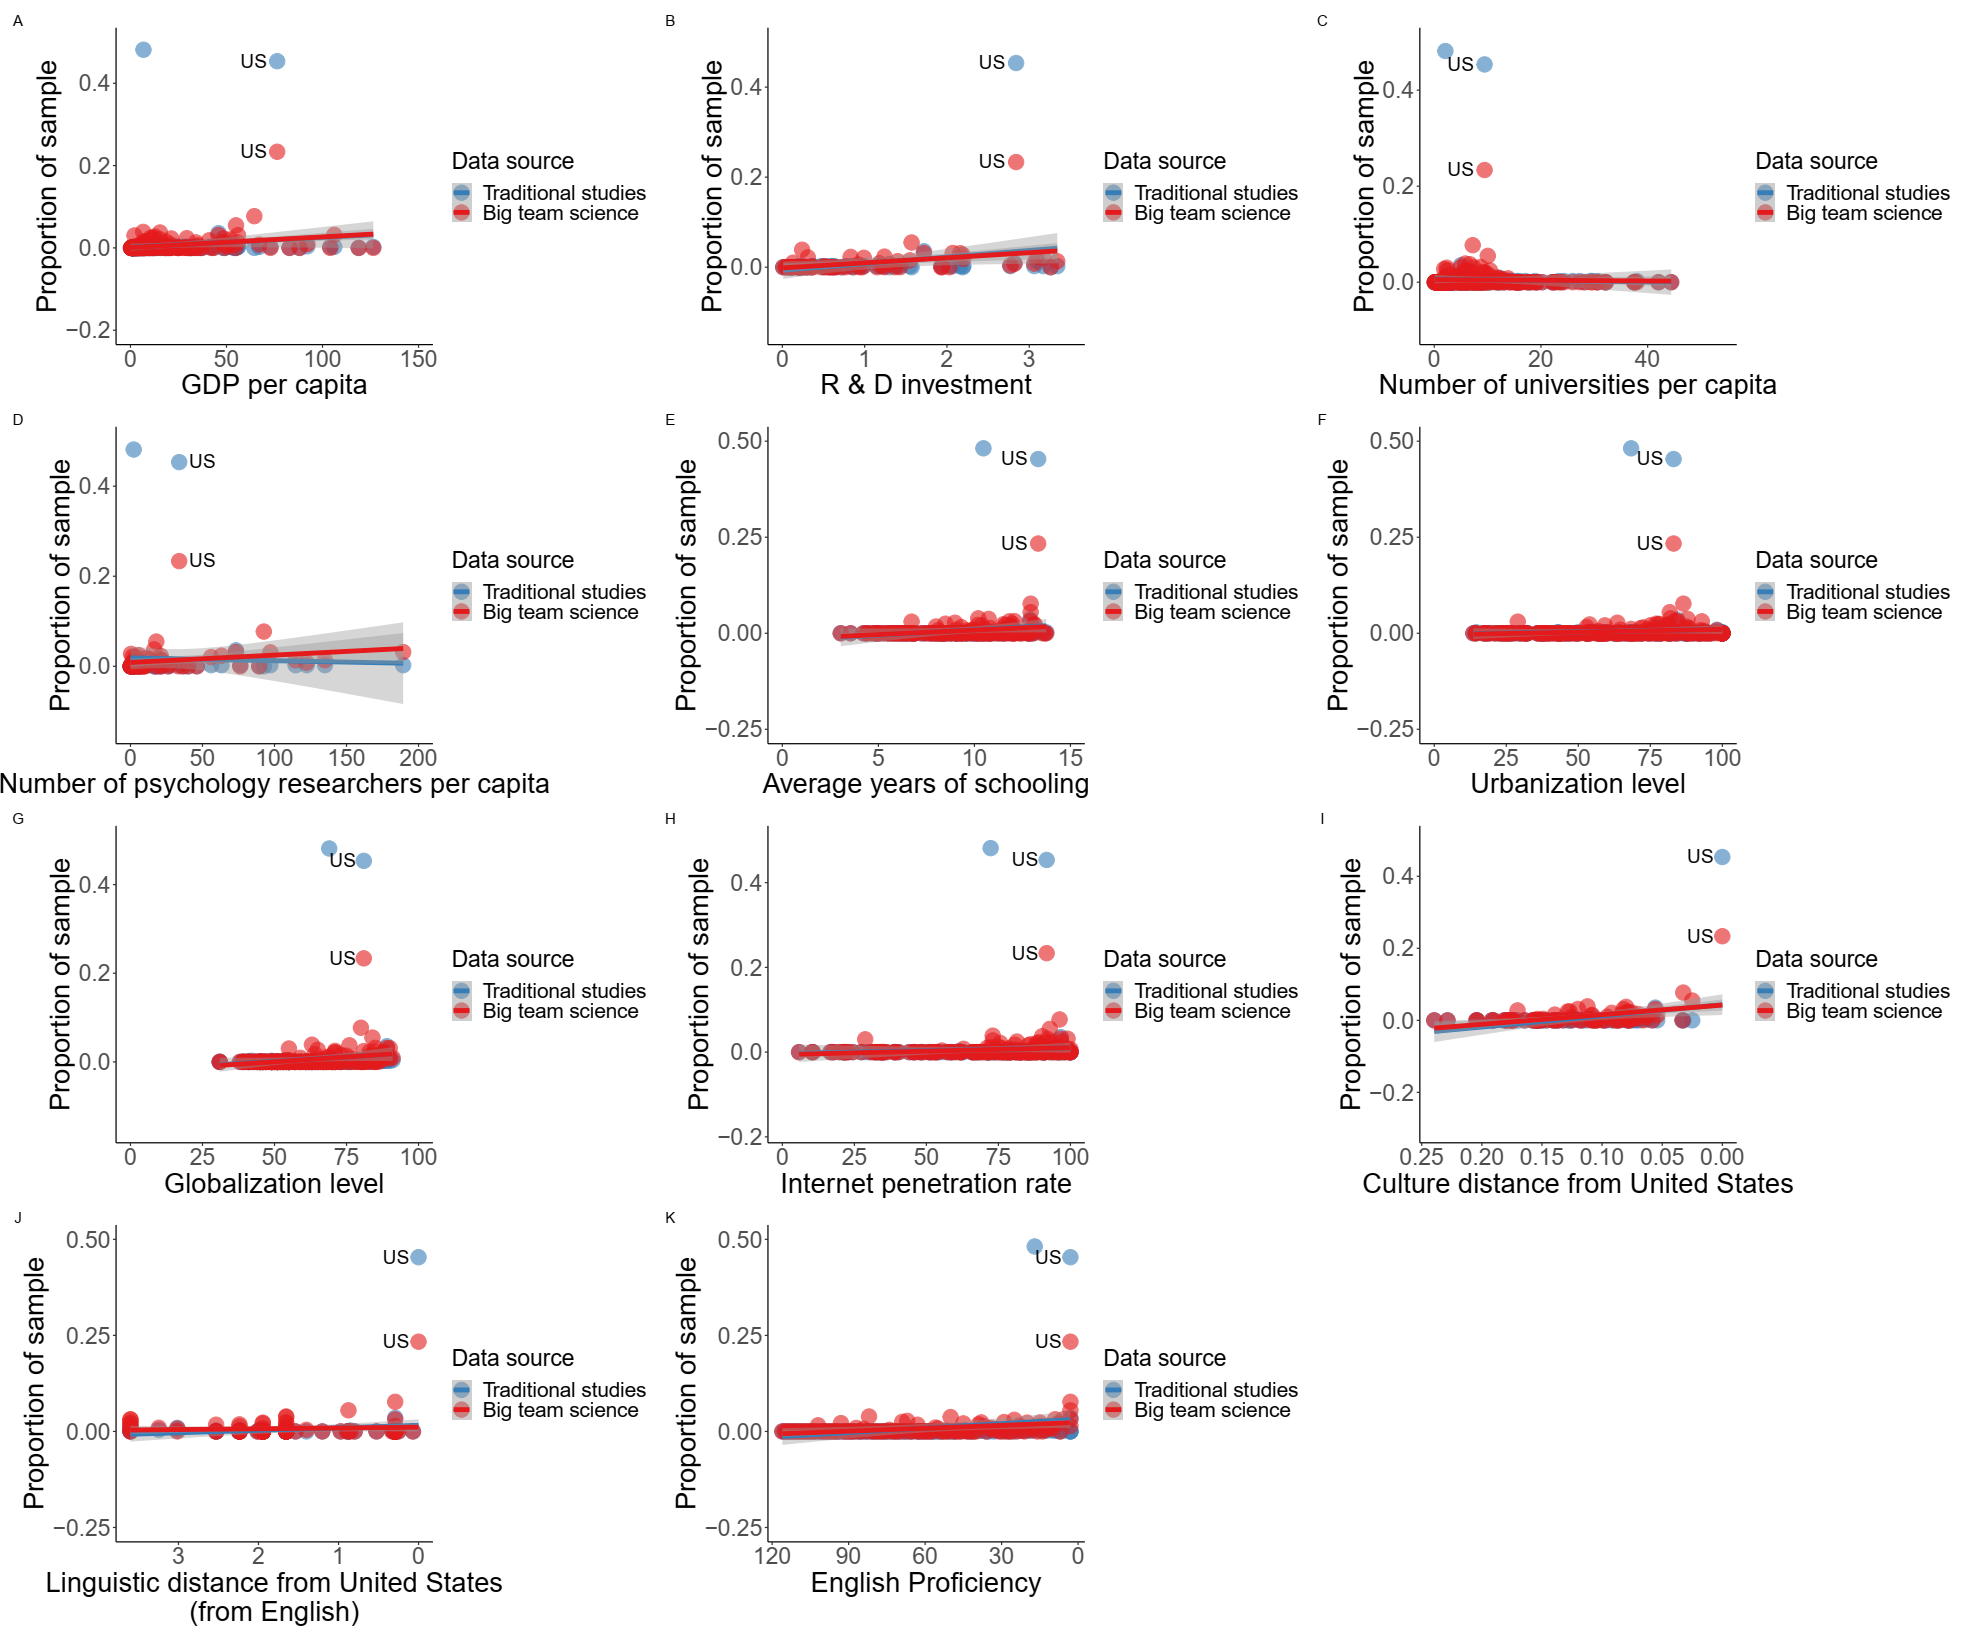 A
Proportion of sample
0.4
0.2
0.0
−0.2
US
US
0 50 100 150
GDP per capita
Data source
Traditional studies
Big team science
B
Proportion of sample
0.4
0.2
0.0
US
US
0 1 2 3
R & D investment
Data source
Traditional studies
Big team science
C
Proportion of sample
0.4
0.2
0.0
US
US
0 20 40
Number of universities per capita
Data source
Traditional studies
Big team science
D
Proportion of sample
0.4
0.2
0.0
US
US
0 50 100 150 200
Number of psychology researchers per capita
Data source
Traditional studies
Big team science
E
Proportion of sample
0.50
0.25
0.00
−0.25
US
US
0 5 10 15
Average years of schooling
Data source
Traditional studies
Big team science
F
Proportion of sample
0.50
0.25
0.00
−0.25
US
US
0 25 50 75 100
Urbanization level
Data source
Traditional studies
Big team science
G
Proportion of sample
0.4
0.2
0.0
US
US
0 25 50 75 100
Globalization level
Data source
Traditional studies
Big team science
H
Proportion of sample
0.4
0.2
0.0
−0.2
US
US
0 25 50 75 100
Internet penetration rate
Data source
Traditional studies
Big team science
I
Proportion of sample
0.4
0.2
0.0
−0.2
US
US
0.25 0.20 0.15 0.10 0.05 0.00
Culture distance from United States
Data source
Traditional studies
Big team science
J
Proportion of sample
0.50
0.25
0.00
−0.25
US
US
3 2 1 0
Linguistic distance from United States
(from English)
Data source
Traditional studies
Big team science
K
Proportion of sample
0.50
0.25
0.00
−0.25
US
US
120 90 60 30 0
English Proficiency
Data source
Traditional studies
Big team science